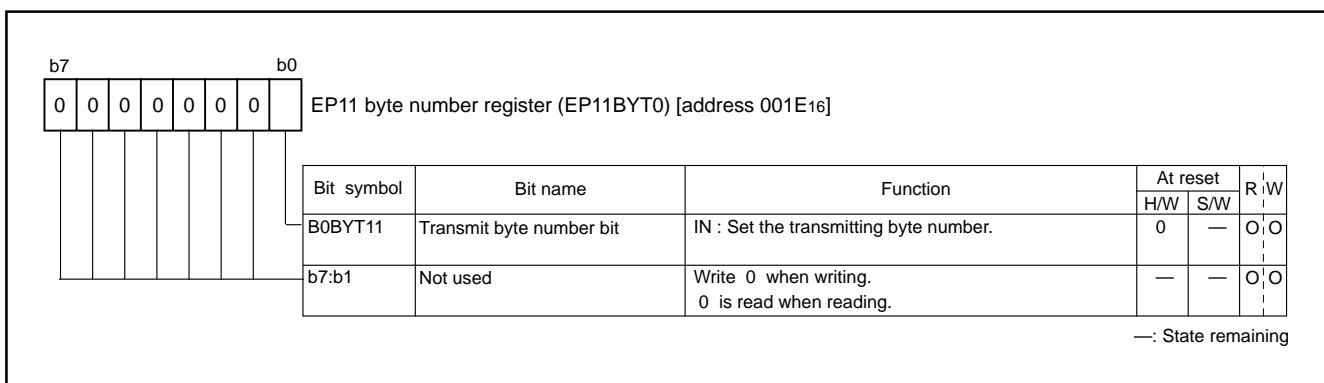 b7 b0
0 0 0 0 0 0 0 EP11 byte number register (EP11BYT0) [address 001E16]
Bit symbol Bit name Function At reset R W
H/W S/W
B0BYT11 Transmit byte number bit IN : Set the transmitting byte number. 0 — O O
b7:b1 Not used Write 0 when writing. — — O O
0 is read when reading.
—: State remaining